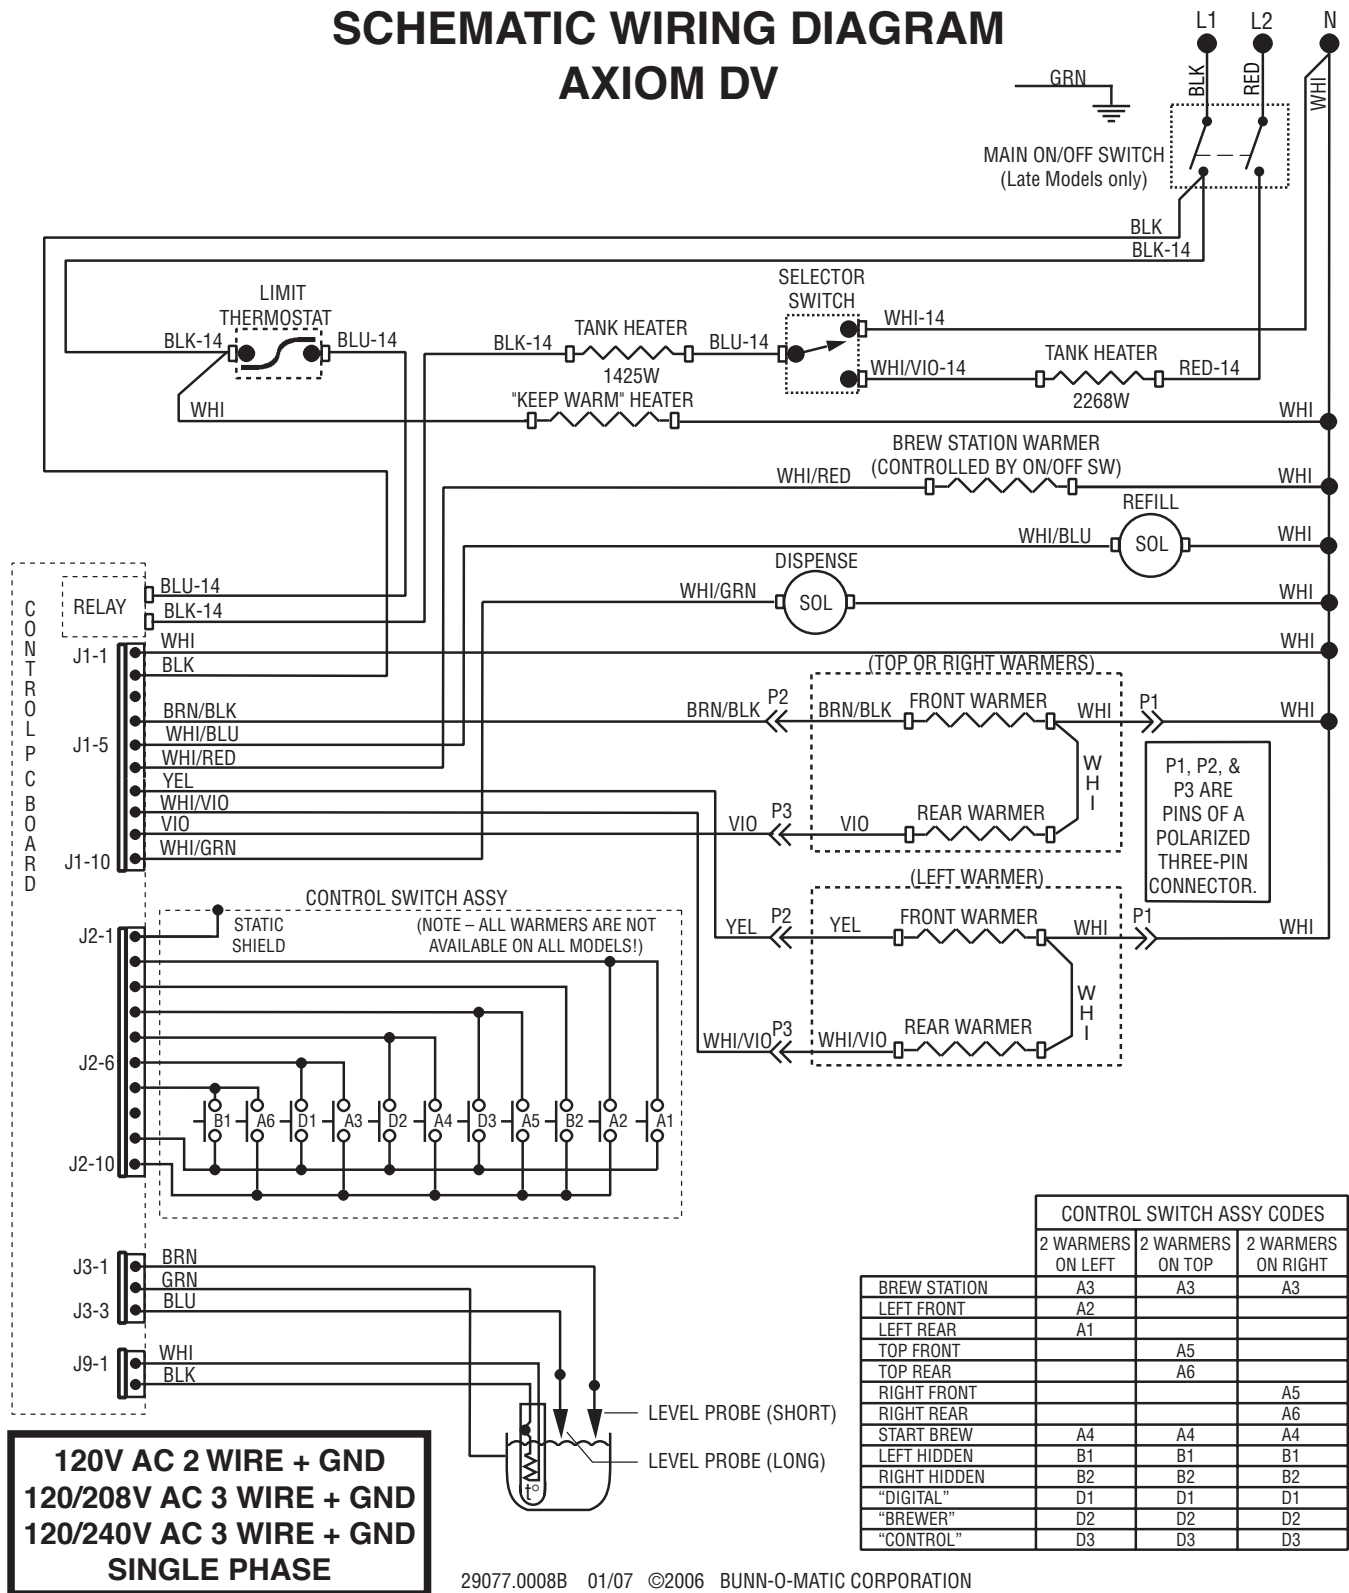 SCHEMATIC WIRING DIAGRAM
AXIOM DV
L1
L2
N
GRN
BLK
RED
WHI
MAIN ON/OFF SWITCH
(Late Models only)
BLK
BLK-14
SELECTOR
SWITCH
LIMIT
THERMOSTAT
BLK-14
BLU-14
BLK-14
TANK HEATER
1425W
BLU-14
WHI-14
WHI/VIO-14
TANK HEATER
2268W
RED-14
WHI
"KEEP WARM" HEATER
WHI
BREW STATION WARMER
(CONTROLLED BY ON/OFF SW)
WHI/RED
WHI
REFILL
WHI/BLU
SOL
WHI
DISPENSE
WHI/GRN
SOL
WHI
CONTROL P C BOARD
RELAY
BLU-14
BLK-14
J1-1
WHI
WHI
BLK
BRN/BLK
J1-5
WHI/BLU
WHI/RED
YEL
WHI/VIO
VIO
J1-10
WHI/GRN
(TOP OR RIGHT WARMERS)
BRN/BLK
P2
BRN/BLK
FRONT WARMER
WHI
P1
WHI
WHI
VIO
P3
VIO
REAR WARMER
P1, P2, &
P3 ARE
PINS OF A
POLARIZED
THREE-PIN
CONNECTOR.
(LEFT WARMER)
YEL
P2
YEL
FRONT WARMER
WHI
P1
WHI
WHI
WHI/VIO
P3
WHI/VIO
REAR WARMER
CONTROL SWITCH ASSY
J2-1
STATIC
SHIELD
(NOTE – ALL WARMERS ARE NOT
AVAILABLE ON ALL MODELS!)
J2-6
B1 A6 D1 A3 D2 A4 D3 A5 B2 A2 A1
J2-10
J3-1
BRN
GRN
J3-3
BLU
J9-1
WHI
BLK
LEVEL PROBE (SHORT)
LEVEL PROBE (LONG)
t°
CONTROL SWITCH ASSY CODES
2 WARMERS ON LEFT 2 WARMERS ON TOP 2 WARMERS ON RIGHT
BREW STATION A3 A3 A3
LEFT FRONT A2
LEFT REAR A1
TOP FRONT A5
TOP REAR A6
RIGHT FRONT A5
RIGHT REAR A6
START BREW A4 A4 A4
LEFT HIDDEN B1 B1 B1
RIGHT HIDDEN B2 B2 B2
“DIGITAL” D1 D1 D1
“BREWER” D2 D2 D2
“CONTROL” D3 D3 D3
120V AC 2 WIRE + GND
120/208V AC 3 WIRE + GND
120/240V AC 3 WIRE + GND
SINGLE PHASE
29077.0008B 01/07 ©2006 BUNN-O-MATIC CORPORATION